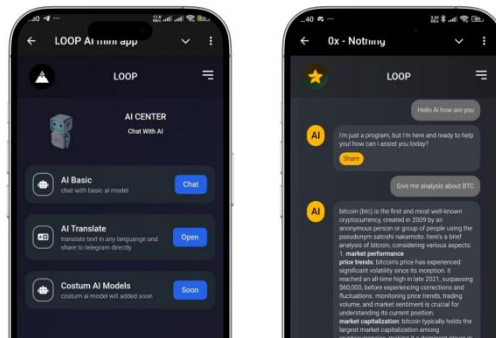 LOOP AI mini app
LOOP
AI CENTER
Chat With AI
AI Basic
chat with basic ai model
Chat
AI Translate
translate text in any languange and
share to telegram directly
Open
Costum AI Models
costum ai model will added soon
Soon
0x - Nothing
LOOP
Hello Ai how are you
AI
i'm just a program, but i'm here and ready to help
you! how can i assist you today?
Share
Give me analysis about BTC
AI
bitcoin (btc) is the first and most well-known
cryptocurrency, created in 2009 by an
anonymous person or group of people using the
pseudonym satoshi nakamoto. here's a brief
analysis of bitcoin, considering various aspects:
1. market performance
price trends: bitcoin's price has experienced
significant volatility since its inception. it
reached an all-time high in late 2021, surpassing
$60,000, before experiencing corrections and
fluctuations. monitoring price trends, trading
volume, and market sentiment is crucial for
understanding its current position.
market capitalization: bitcoin typically holds the
largest market capitalization among